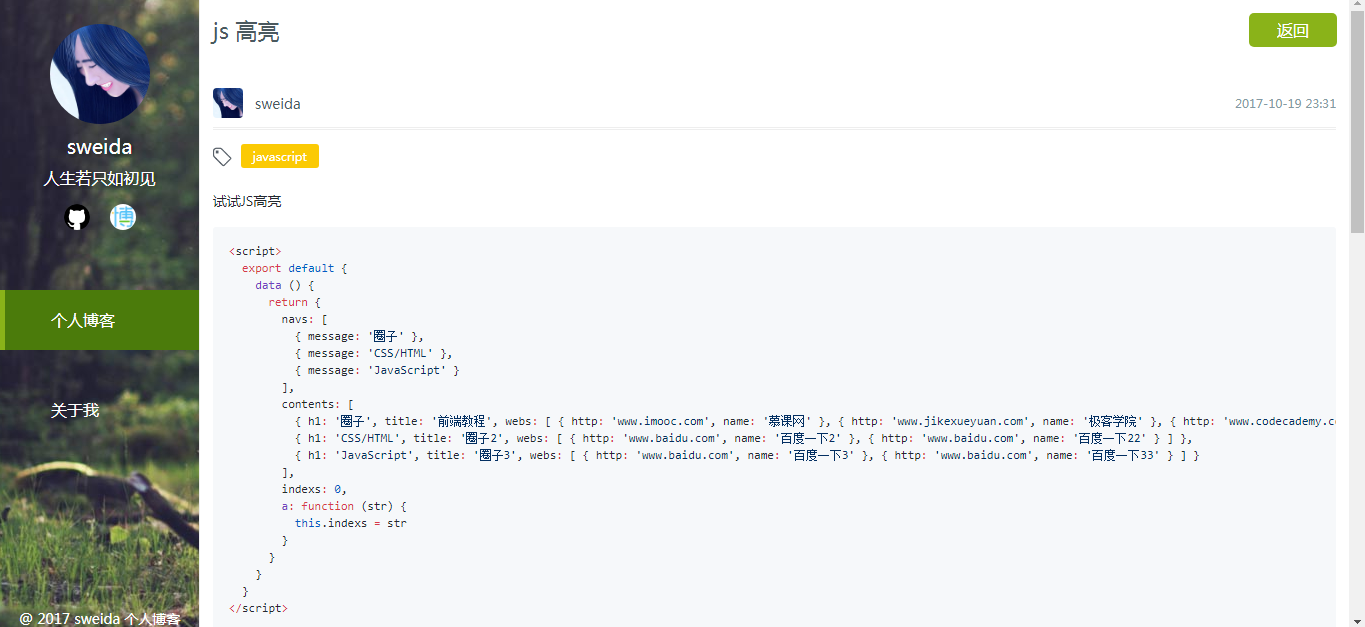 sweida
人生若只如初见
博
个人博客
关于我
@ 2017 sweida 个人博客
js 高亮
返回
sweida
2017-10-19 23:31
javascript
试试JS高亮
<script>
  export default {
    data () {
      return {
        navs: [
          { message: '圈子' },
          { message: 'CSS/HTML' },
          { message: 'JavaScript' }
        ],
        contents: [
          { h1: '圈子', title: '前端教程', webs: [ { http: 'www.imooc.com', name: '慕课网' }, { http: 'www.jikexueyuan.com', name: '极客学院' }, { http: 'www.codecademy.co
          { h1: 'CSS/HTML', title: '圈子2', webs: [ { http: 'www.baidu.com', name: '百度一下2' }, { http: 'www.baidu.com', name: '百度一下22' } ] },
          { h1: 'JavaScript', title: '圈子3', webs: [ { http: 'www.baidu.com', name: '百度一下3' }, { http: 'www.baidu.com', name: '百度一下33' } ] }
        ],
        indexs: 0,
        a: function (str) {
          this.indexs = str
        }
      }
    }
  }
</script>